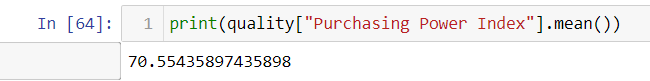 In [64]: 1 print(quality["Purchasing Power Index"].mean())
70.55435897435898